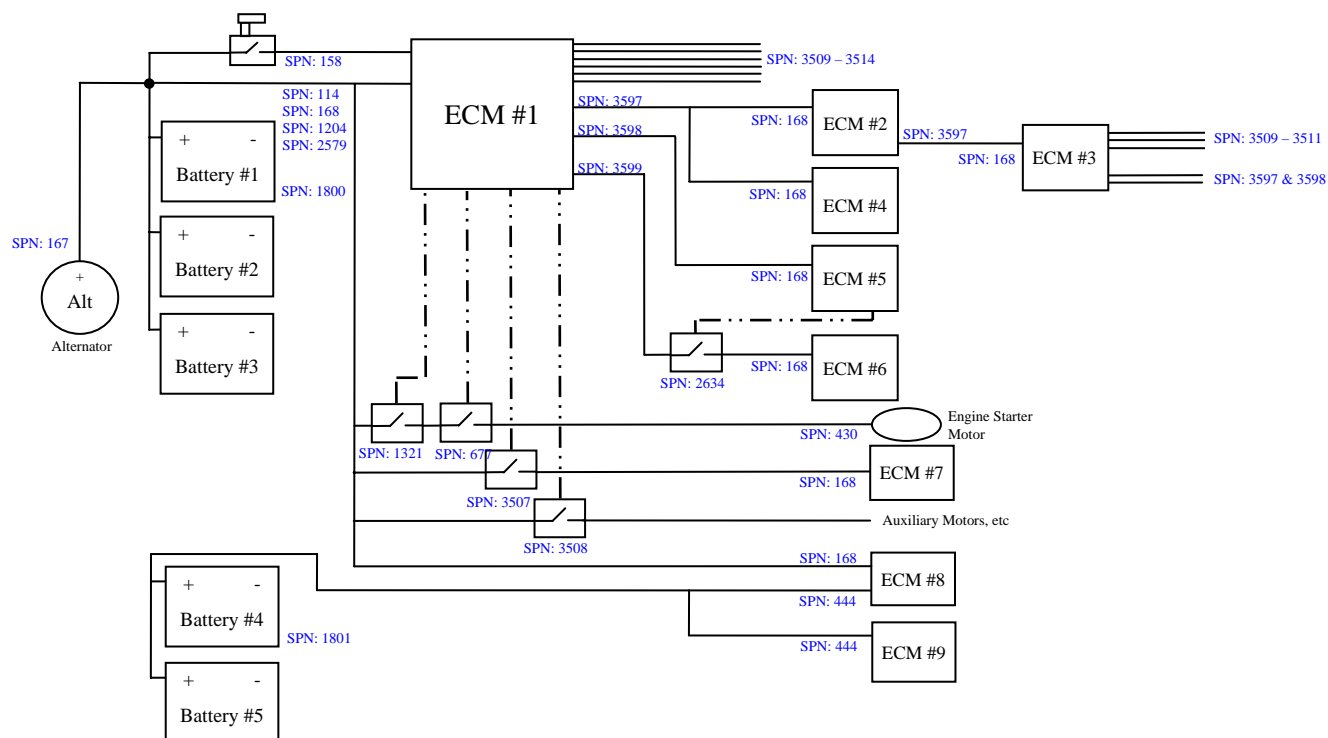 SPN: 158
SPN: 114
SPN: 168
SPN: 1204
SPN: 2579
SPN: 1800
+ -
Battery #1
+ -
Battery #2
+ -
Battery #3
SPN: 167
+
Alt
Alternator
ECM #1
SPN: 3509 – 3514
SPN: 3597
SPN: 3598
SPN: 3599
SPN: 168
ECM #2
SPN: 3597
SPN: 168
ECM #3
SPN: 3509 – 3511
SPN: 3597 & 3598
SPN: 168
ECM #4
SPN: 168
ECM #5
SPN: 2634
SPN: 168
ECM #6
SPN: 1321
SPN: 677
SPN: 430
Engine Starter
Motor
SPN: 3507
SPN: 168
ECM #7
SPN: 3508
Auxiliary Motors, etc
SPN: 168
ECM #8
SPN: 444
SPN: 444
ECM #9
+ -
Battery #4
SPN: 1801
+ -
Battery #5